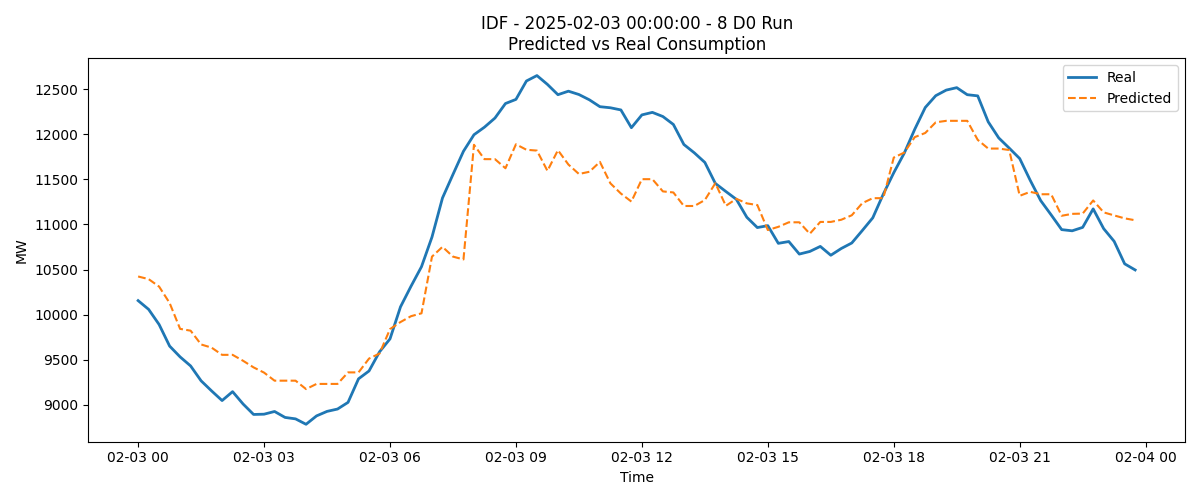 IDF - 2025-02-03 00:00:00 - 8 D0 Run
Predicted vs Real Consumption
Real
Predicted
12500
12000
11500
11000
10500
10000
9500
9000
MW
02-03 00 02-03 03 02-03 06 02-03 09 02-03 12 02-03 15 02-03 18 02-03 21 02-04 00
Time